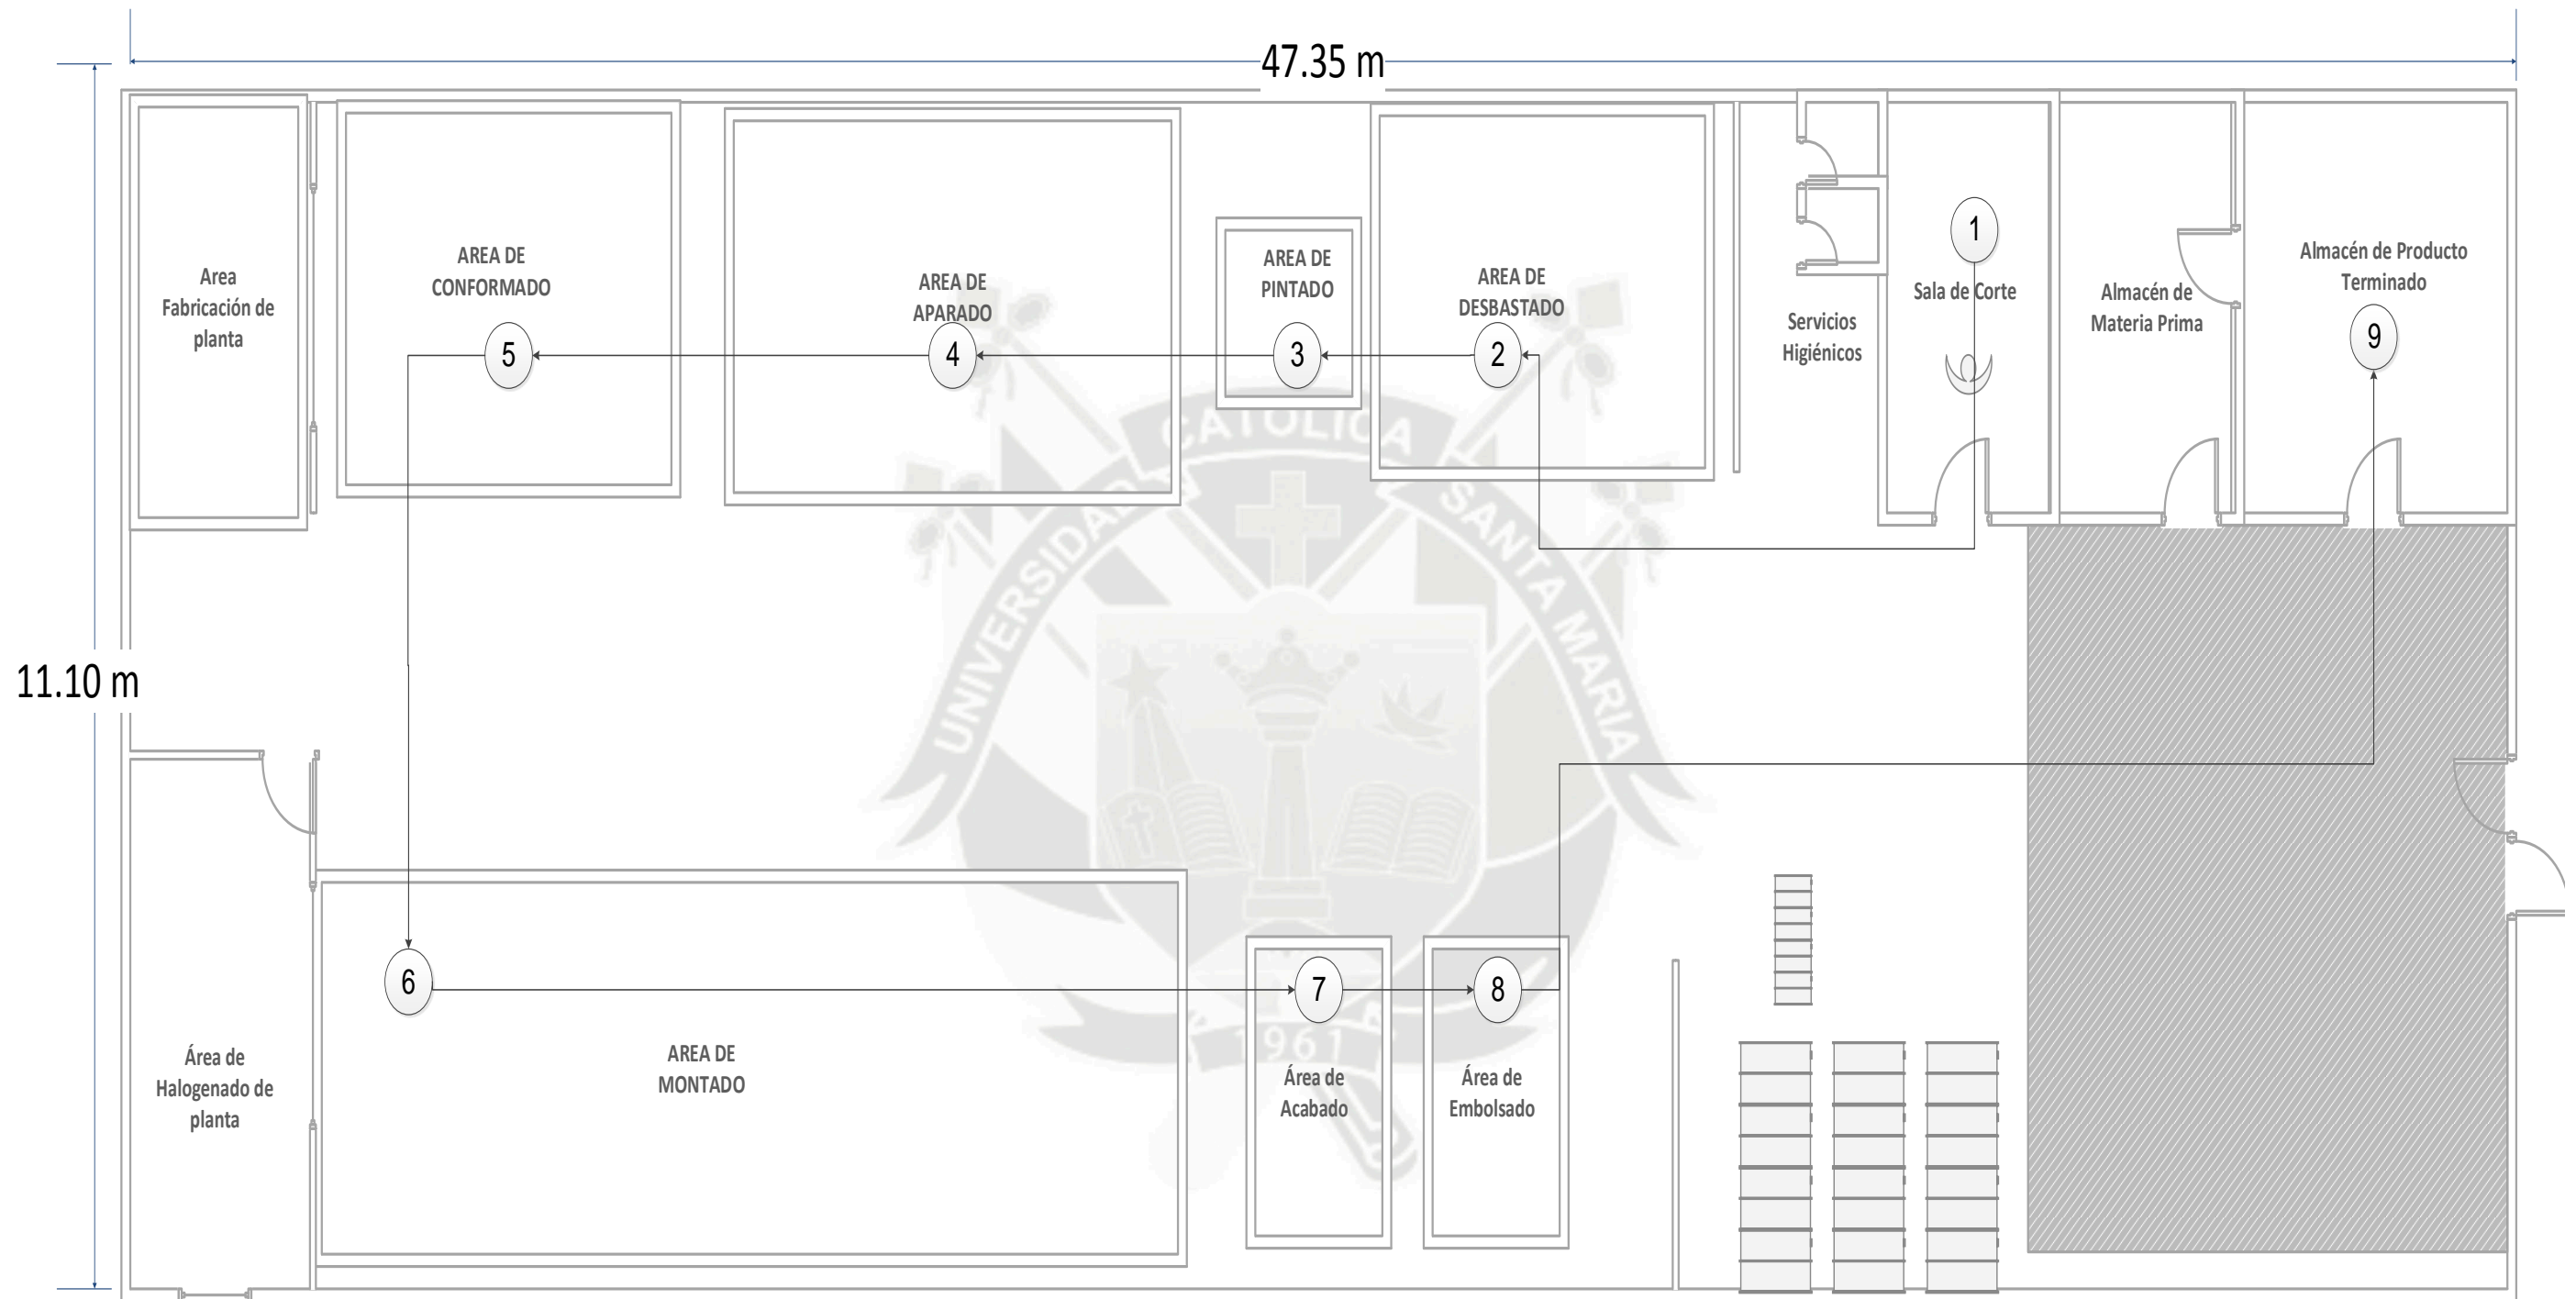 47.35 m
11.10 m
Area
Fabricación de
planta
AREA DE
CONFORMADO
5
AREA DE
APARADO
4
AREA DE
PINTADO
3
AREA DE
DESBASTADO
2
Servicios
Higiénicos
1
Sala de Corte
Almacén de
Materia Prima
Almacén de Producto
Terminado
9
UNIVERSIDAD CATOLICA SANTA MARIA
1961
6
AREA DE
MONTADO
7
Área de
Acabado
8
Área de
Embolsado
Área de
Halogenado de
planta